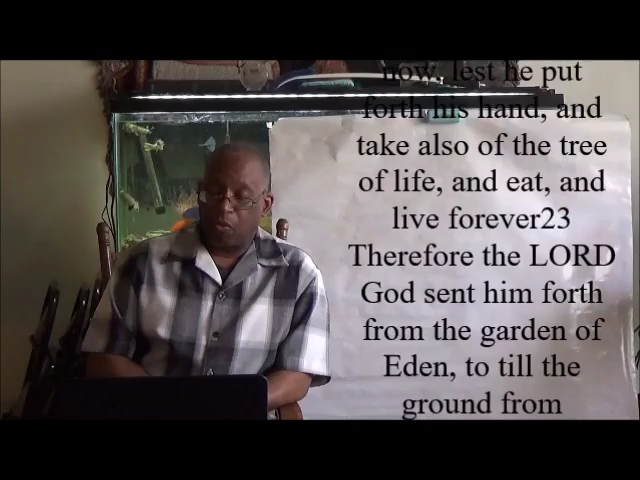 now, lest he put
forth his hand, and
take also of the tree
of life, and eat, and
live forever23
Therefore the LORD
God sent him forth
from the garden of
Eden, to till the
ground from